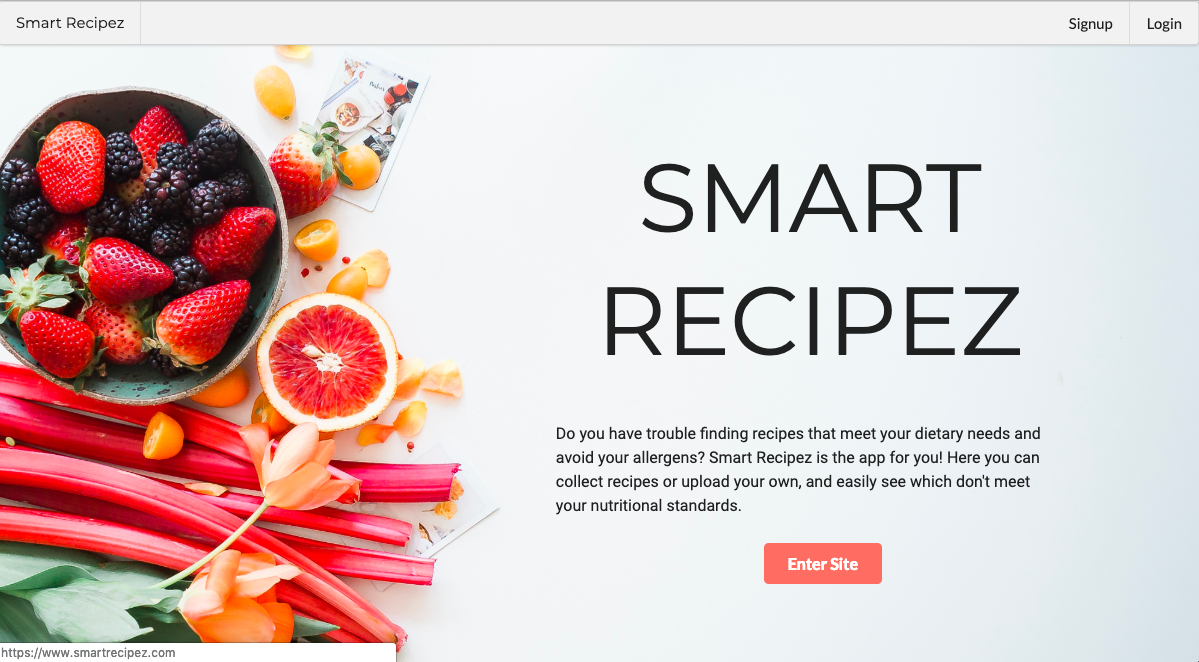 Smart Recipez
Signup
Login
SMART
RECIPEZ
Do you have trouble finding recipes that meet your dietary needs and
avoid your allergens? Smart Recipez is the app for you! Here you can
collect recipes or upload your own, and easily see which don't meet
your nutritional standards.
Enter Site
https://www.smartrecipez.com